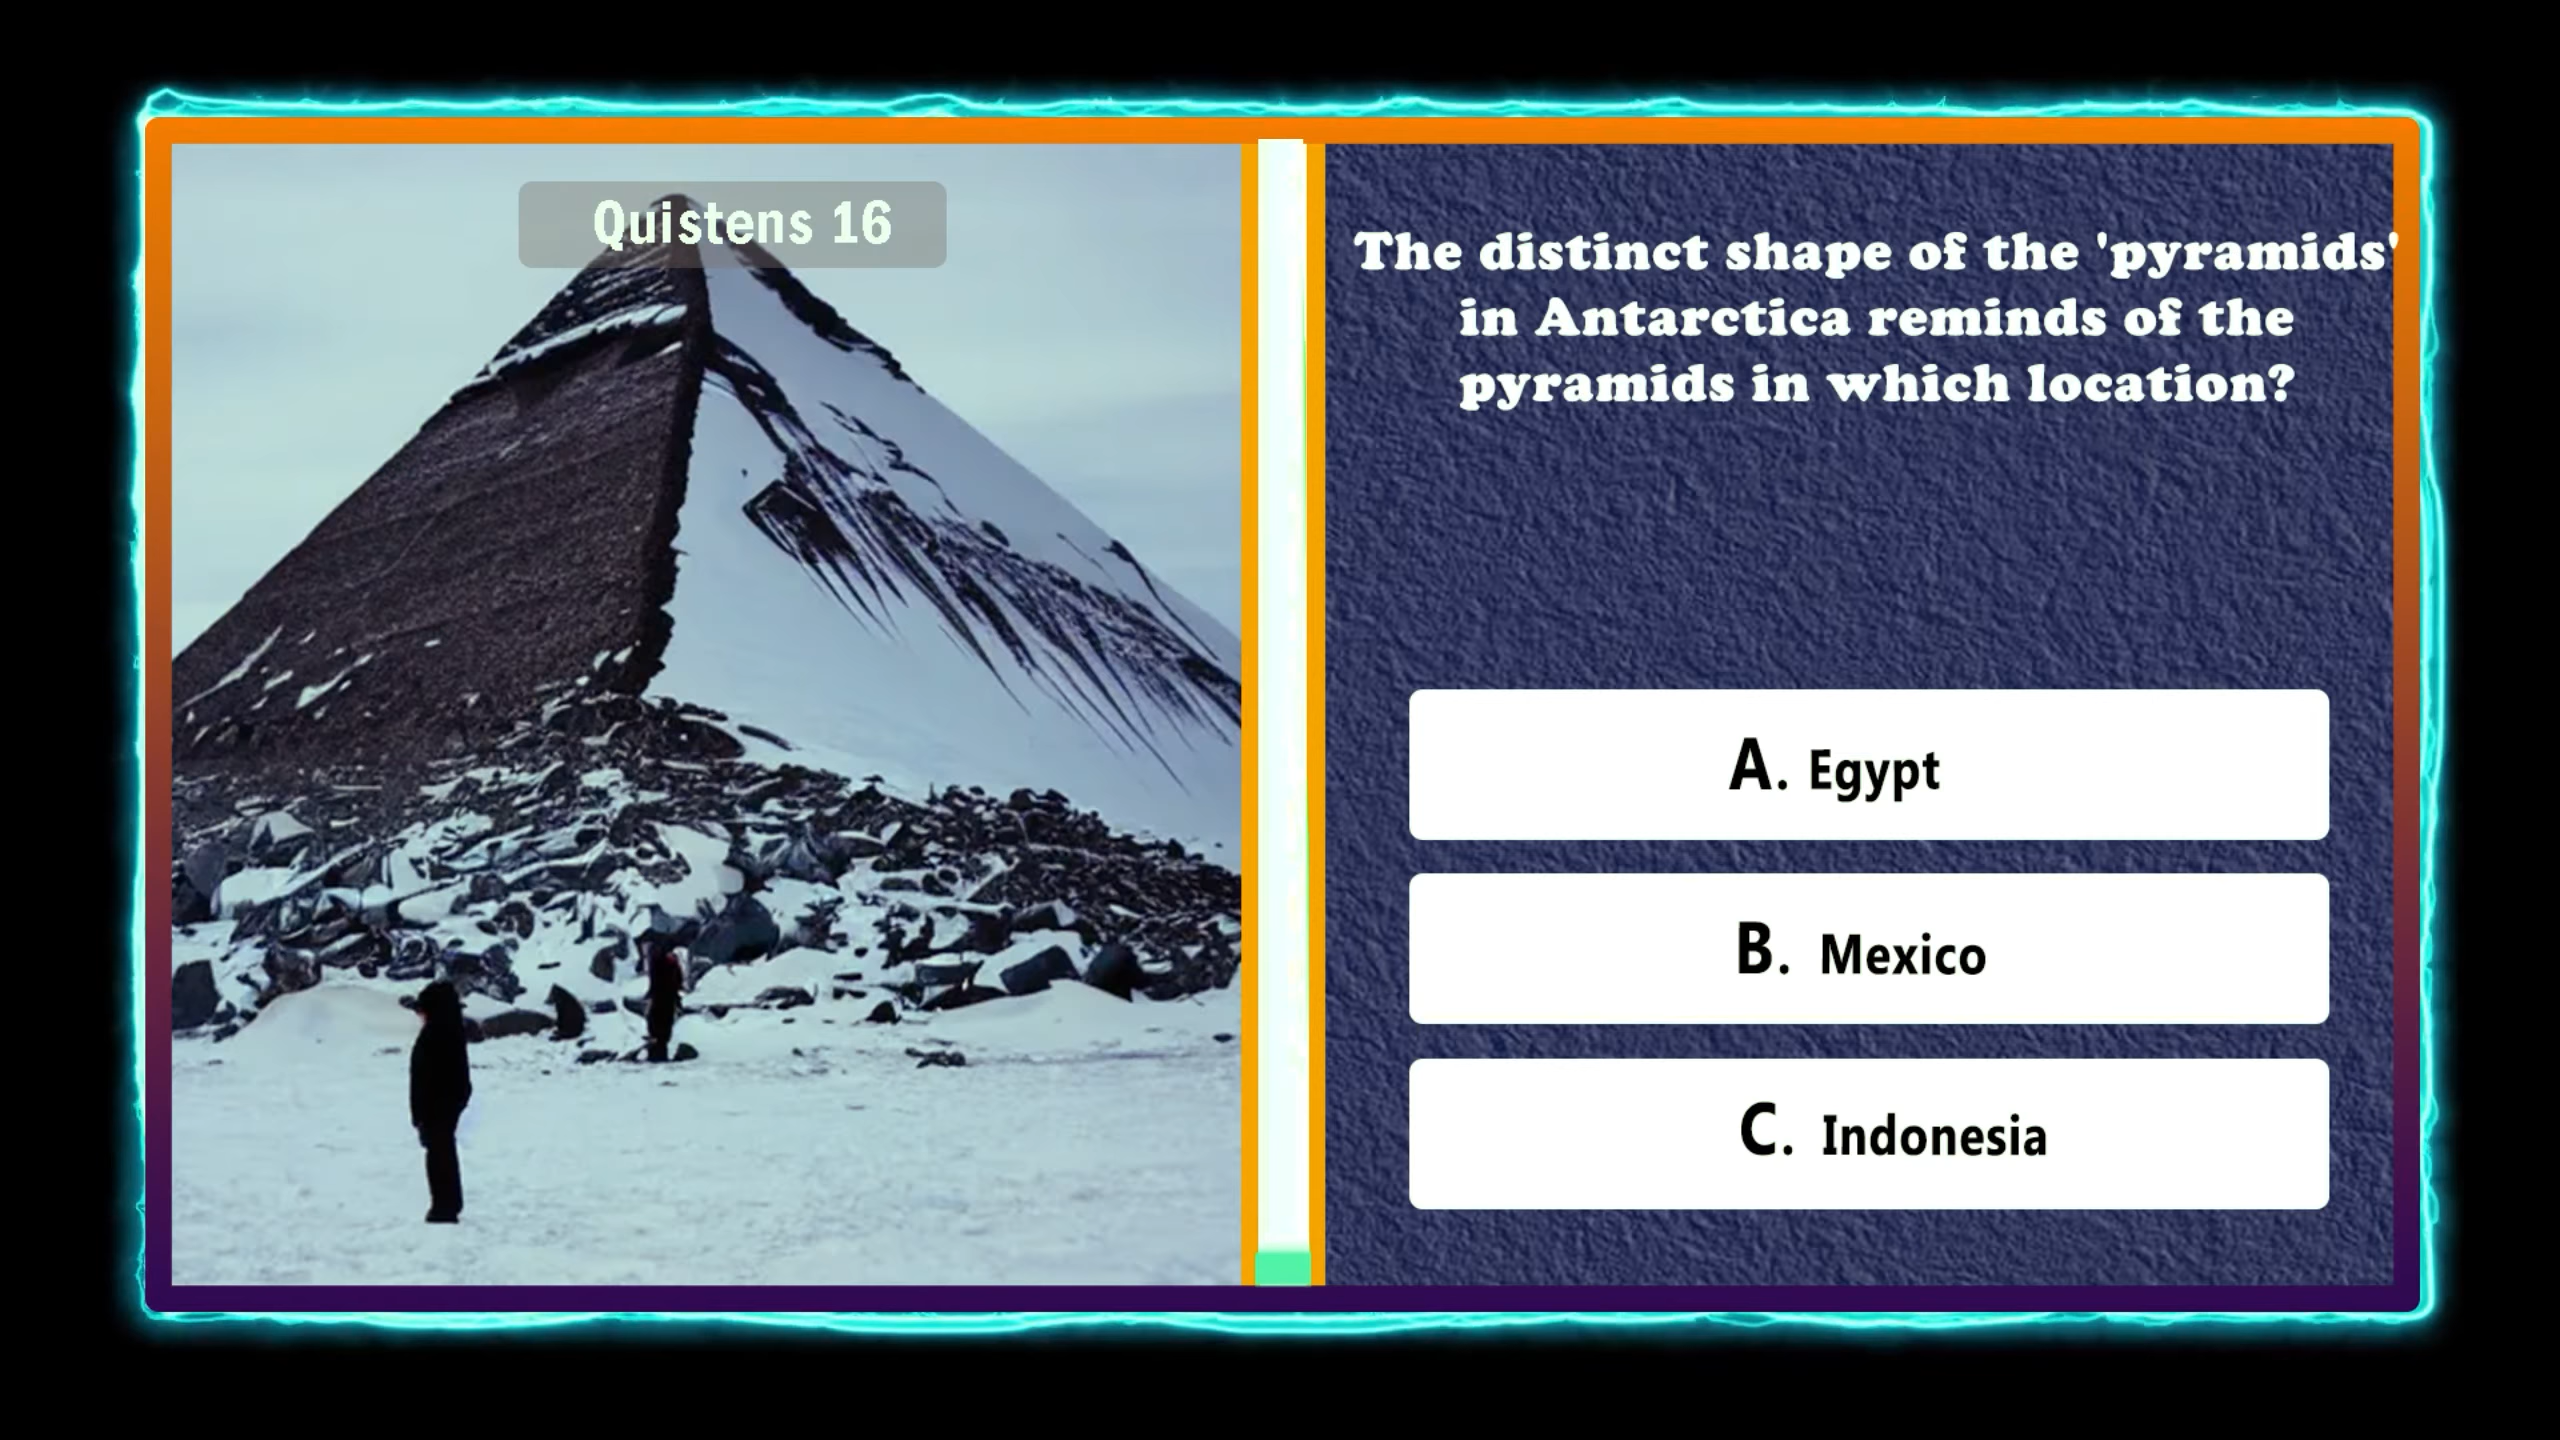 Quistens 16
The distinct shape of the 'pyramids'
in Antarctica reminds of the
pyramids in which location?
A. Egypt
B. Mexico
C. Indonesia